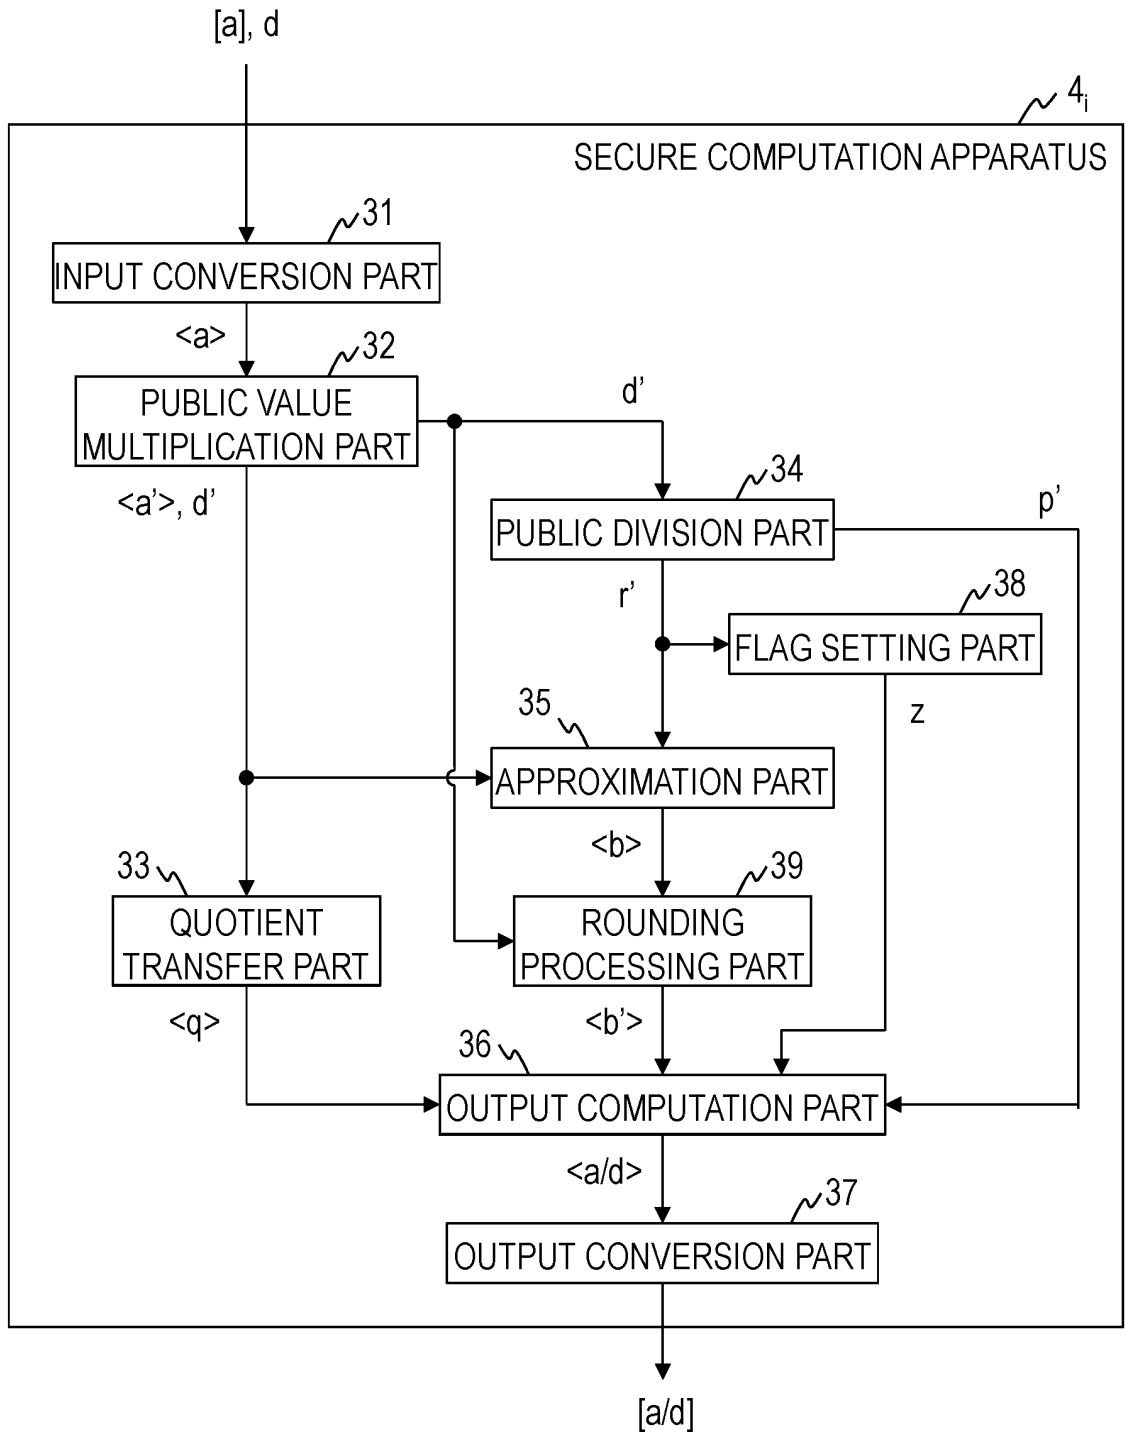 [a], d
4i
SECURE COMPUTATION APPARATUS
31
INPUT CONVERSION PART
<a>
32
PUBLIC VALUE
MULTIPLICATION PART
d’
<a’>, d’
34
PUBLIC DIVISION PART
p’
r’
38
FLAG SETTING PART
z
35
APPROXIMATION PART
<b>
33
QUOTIENT
TRANSFER PART
39
ROUNDING
PROCESSING PART
<q>
<b’>
36
OUTPUT COMPUTATION PART
<a/d>
37
OUTPUT CONVERSION PART
[a/d]